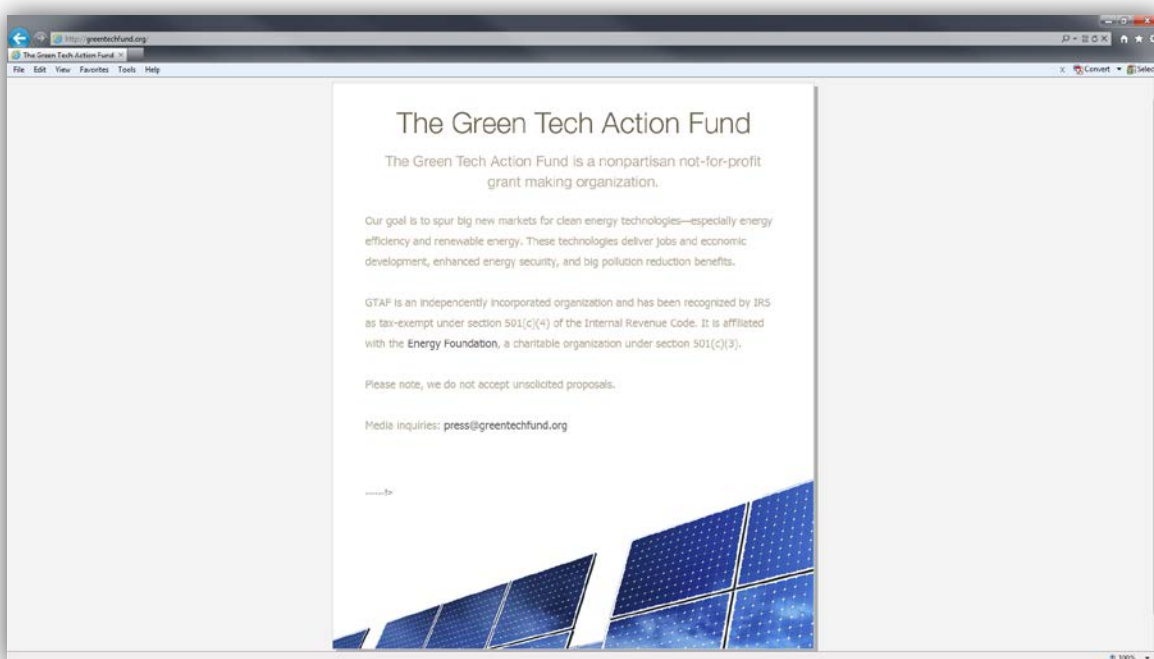 http://greentechfund.org/
The Green Tech Action Fund
File Edit View Favorites Tools Help
Convert
Select
The Green Tech Action Fund
The Green Tech Action Fund is a nonpartisan not-for-profit
grant making organization.
Our goal is to spur big new markets for clean energy technologies—especially energy
efficiency and renewable energy. These technologies deliver jobs and economic
development, enhanced energy security, and big pollution reduction benefits.
GTAF is an independently incorporated organization and has been recognized by IRS
as tax-exempt under section 501(c)(4) of the Internal Revenue Code. It is affiliated
with the Energy Foundation, a charitable organization under section 501(c)(3).
Please note, we do not accept unsolicited proposals.
Media inquiries: press@greentechfund.org
100%